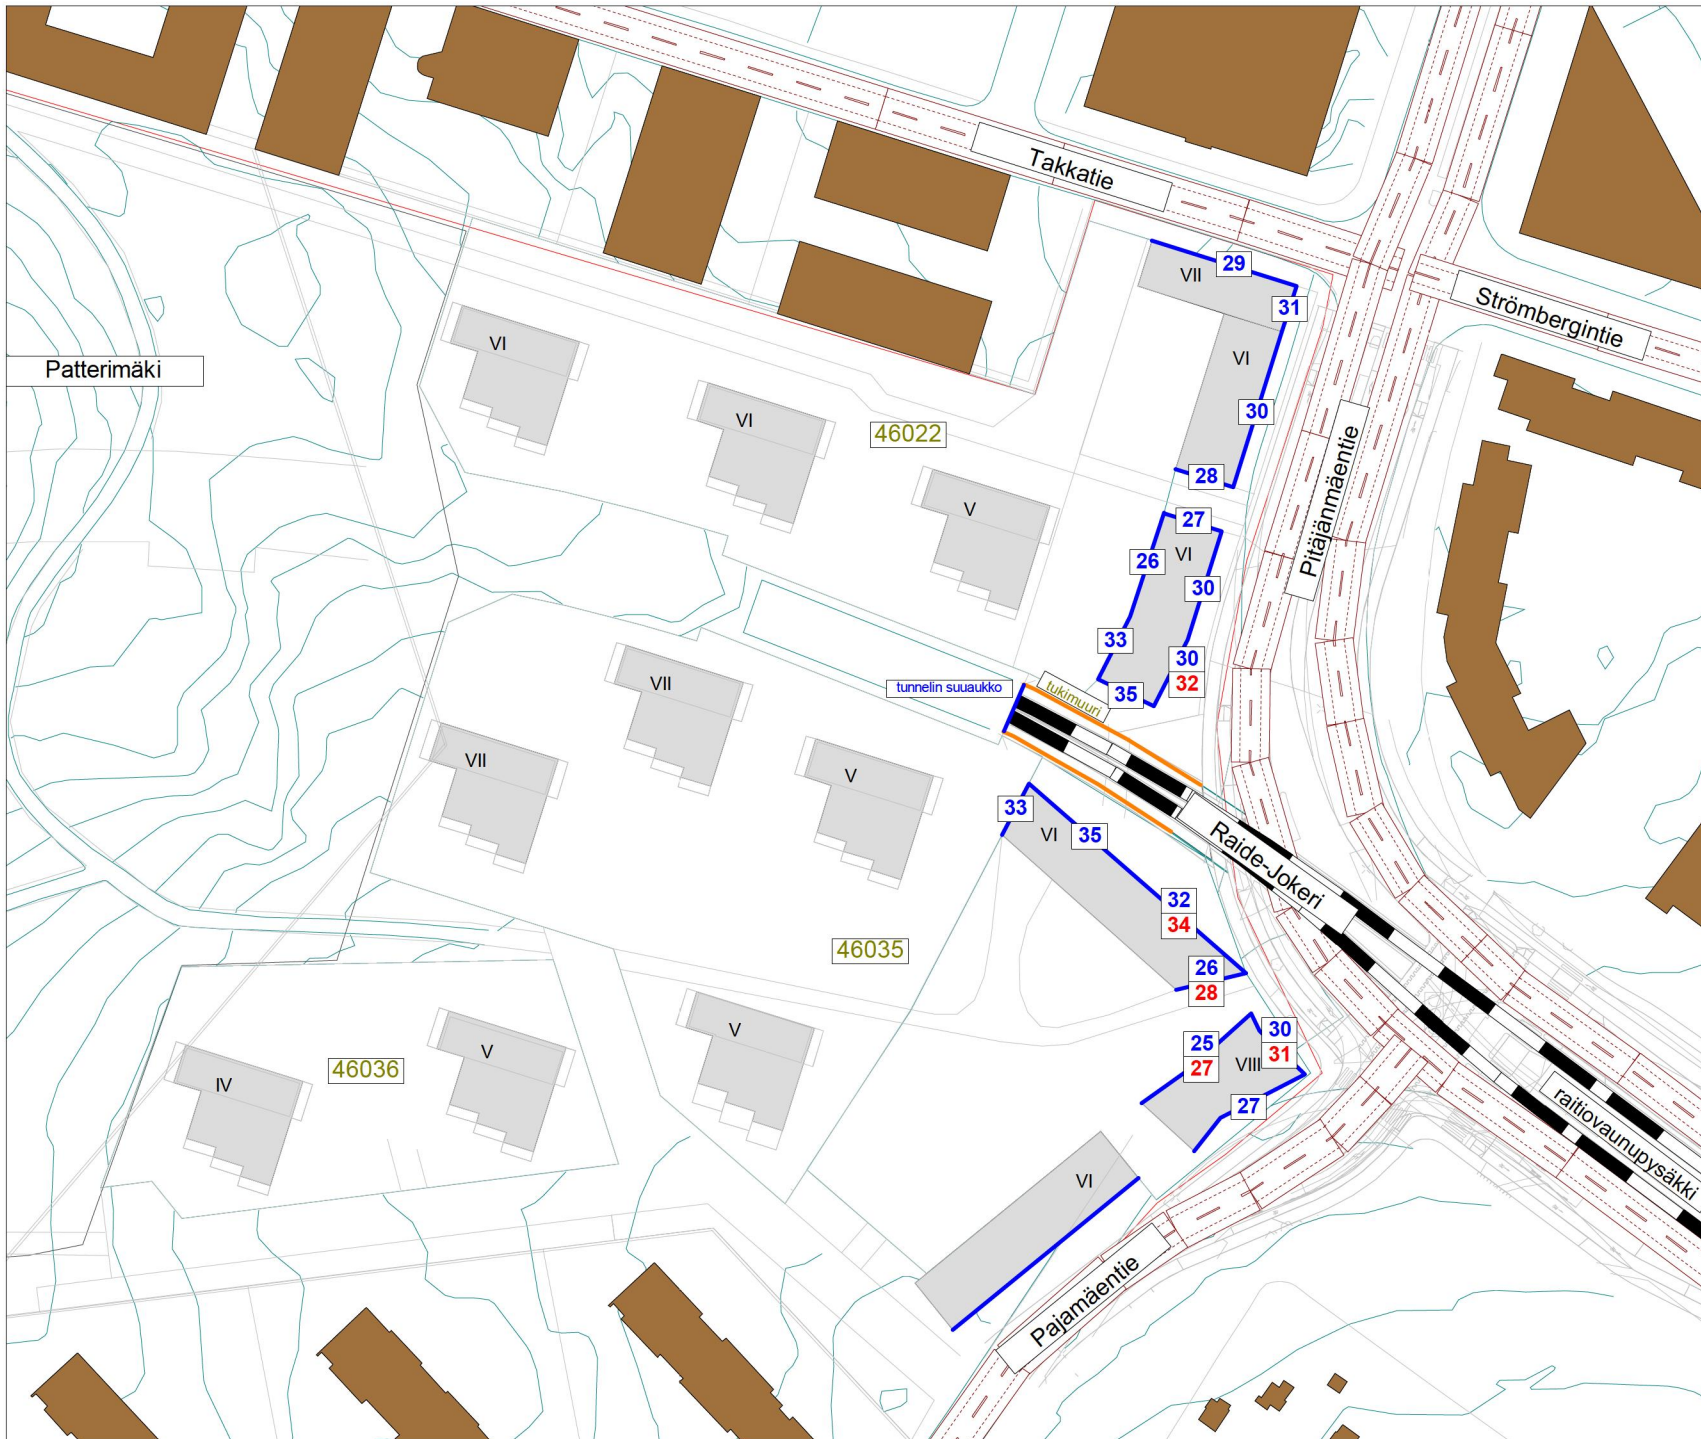 Takkatie
VII
29
31
Strömbergintie
VI
Patterimäki
VI
30
VI
46022
28
V
Pitäjänmäentie
27
26
VI
30
33
30
32
VII
tunnelin suuaukko
tukimuuri
35
VII
V
33
VI
35
Raide-Jokeri
32
34
46035
26
28
V
V
25
27
30
31
VIII
46036
IV
27
raitiovaunupysäkki
VI
Pajamäentie